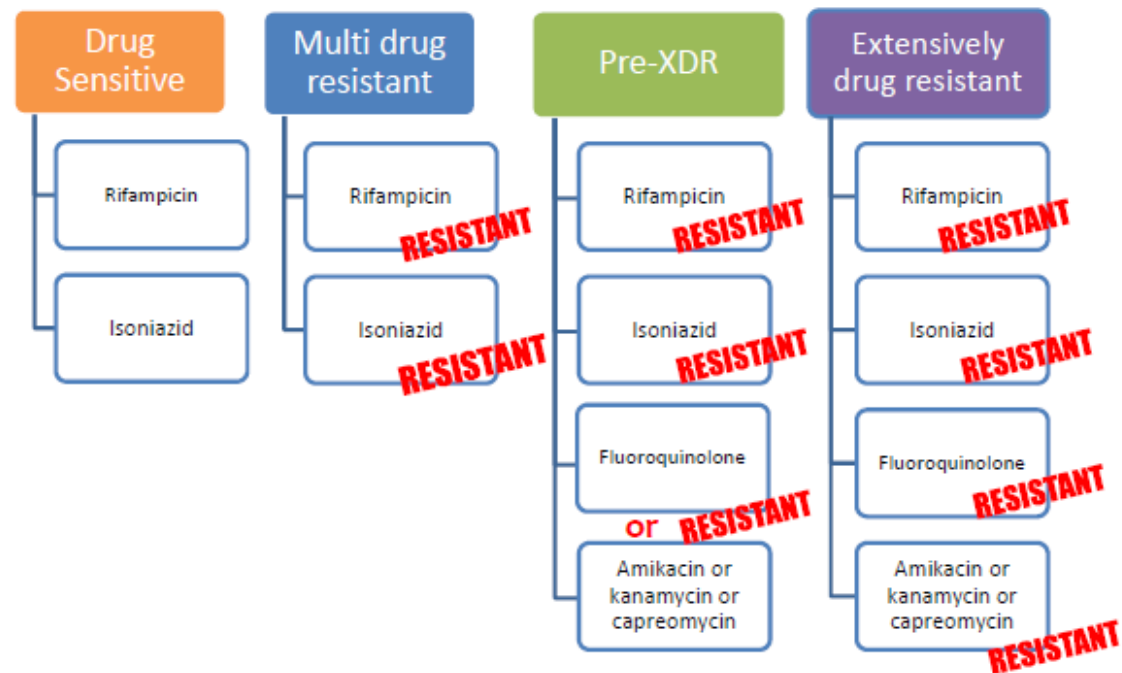 Drug
Sensitive
Rifampicin
Isoniazid
Multi drug
resistant
Rifampicin
RESISTANT
Isoniazid
RESISTANT
Pre-XDR
Rifampicin
RESISTANT
Isoniazid
RESISTANT
Fluoroquinolone
or
RESISTANT
Amikacin or
kanamycin or
capreomycin
Extensively
drug resistant
Rifampicin
RESISTANT
Isoniazid
RESISTANT
Fluoroquinolone
RESISTANT
Amikacin or
kanamycin or
capreomycin
RESISTANT